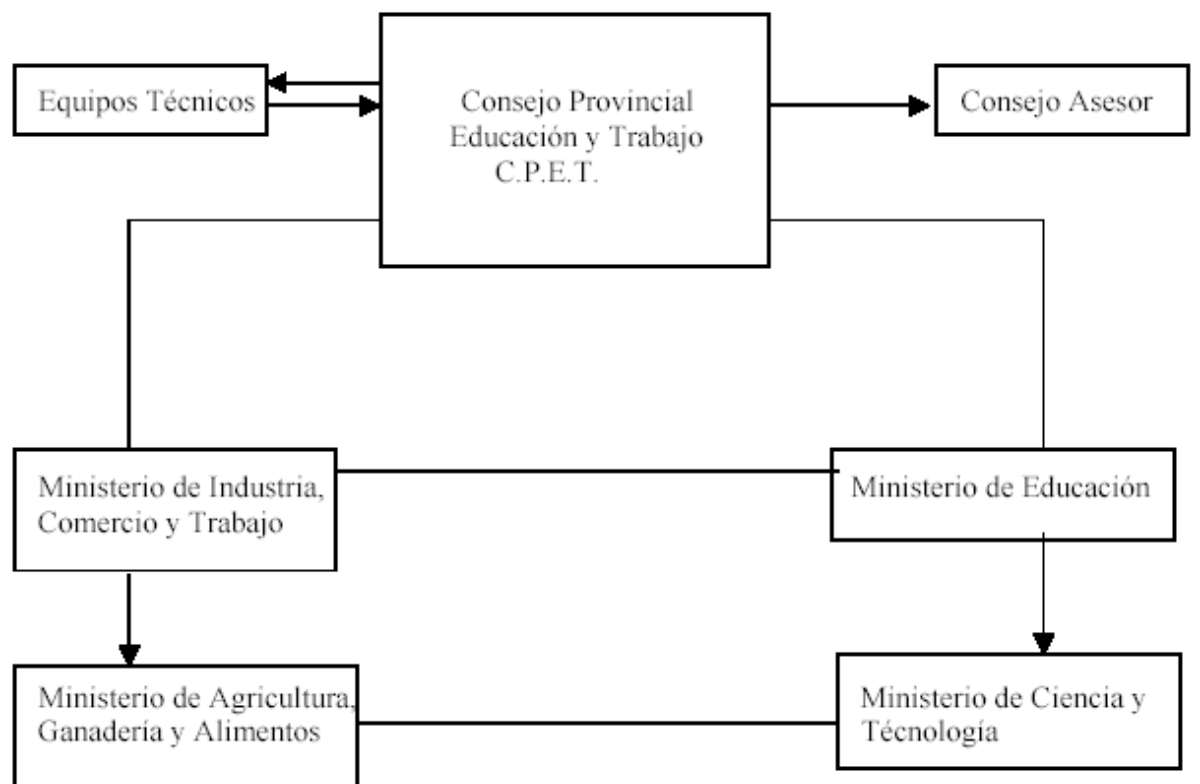 Equipos Técnicos
Consejo Provincial
Educación y Trabajo
C.P.E.T.
Consejo Asesor
Ministerio de Industria,
Comercio y Trabajo
Ministerio de Educación
Ministerio de Agricultura,
Ganadería y Alimentos
Ministerio de Ciencia y
Técnología